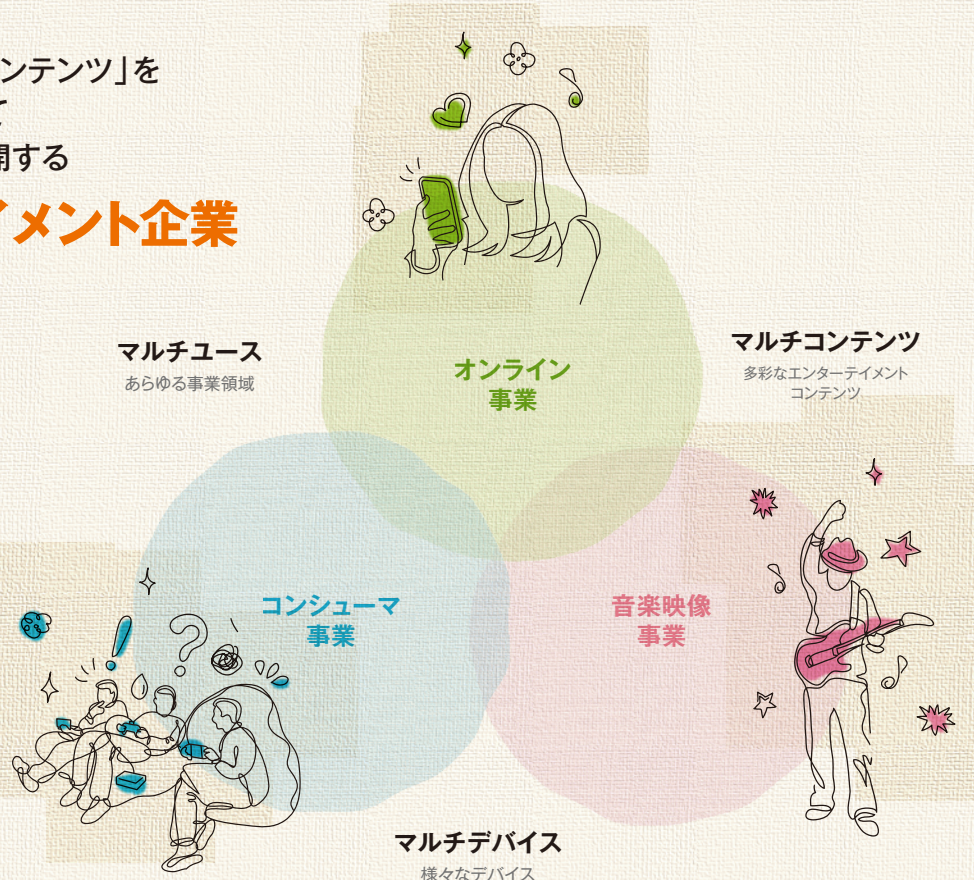 ンテンツ」を
て
開する
イメント企業
マルチユース
あらゆる事業領域
オンライン
事業
マルチコンテンツ
多彩なエンターテイメント
コンテンツ
コンシューマ
事業
音楽映像
事業
マルチデバイス
様々なデバイス